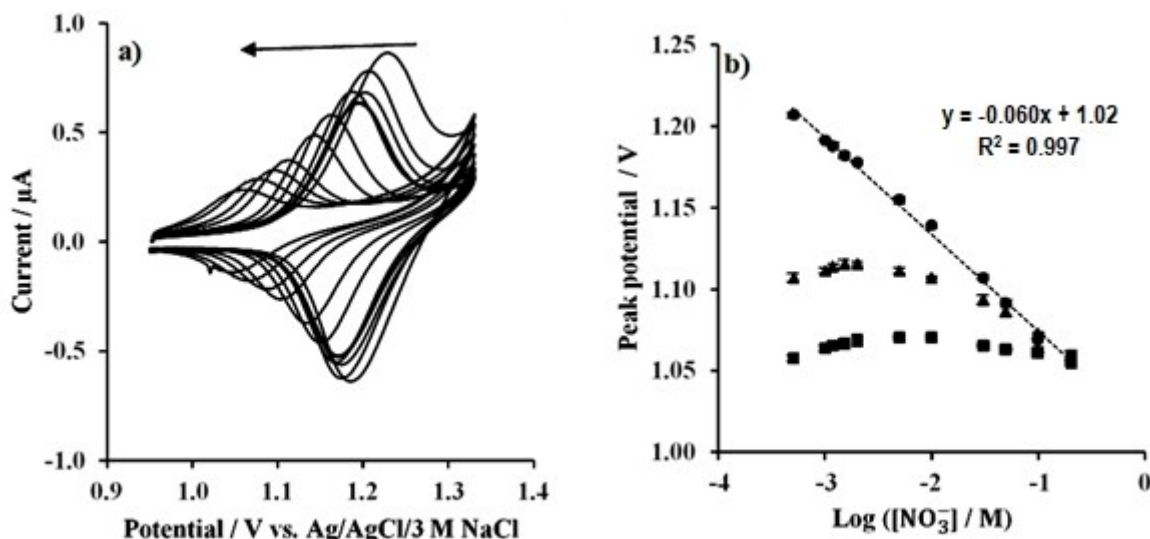 a)
1.0
0.5
0.0
-0.5
-1.0
Current / µA
0.9
1.0
1.1
1.2
1.3
1.4
Potential / V vs. Ag/AgCl/3 M NaCl
b)
1.25
1.20
1.15
1.10
1.05
1.00
Peak potential / V
y = -0.060x + 1.02
R² = 0.997
-4
-3
-2
-1
0
Log ([NO₃⁻] / M)